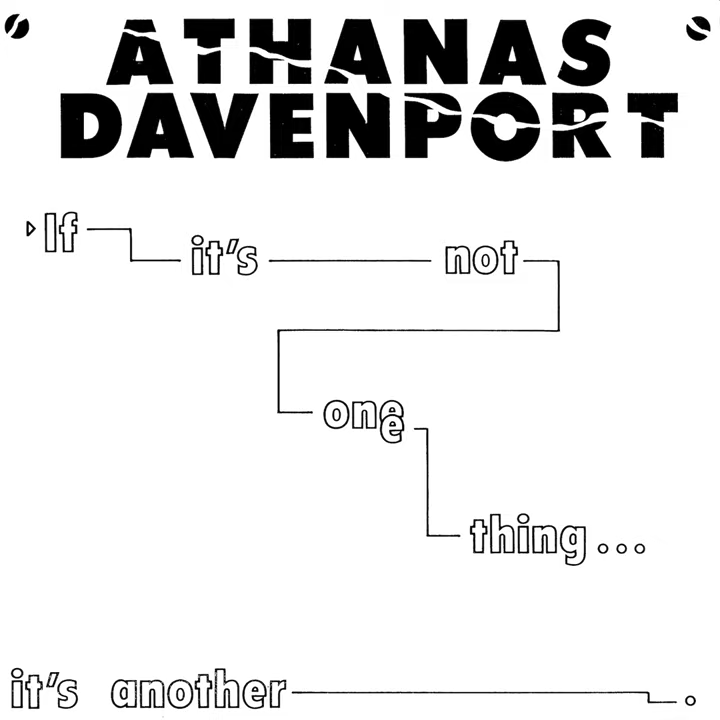 ATHANAS
DAVENPORT
If it's not
one
thing...
it's another.